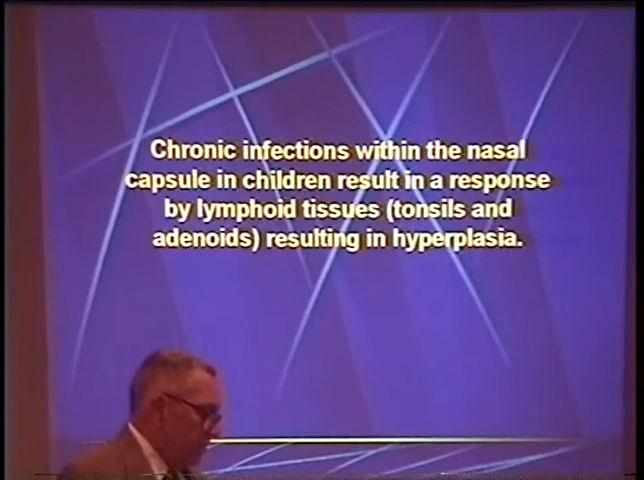 Chronic infections within the nasal
capsule in children result in a response
by lymphoid tissues (tonsils and
adenoids) resulting in hyperplasia.